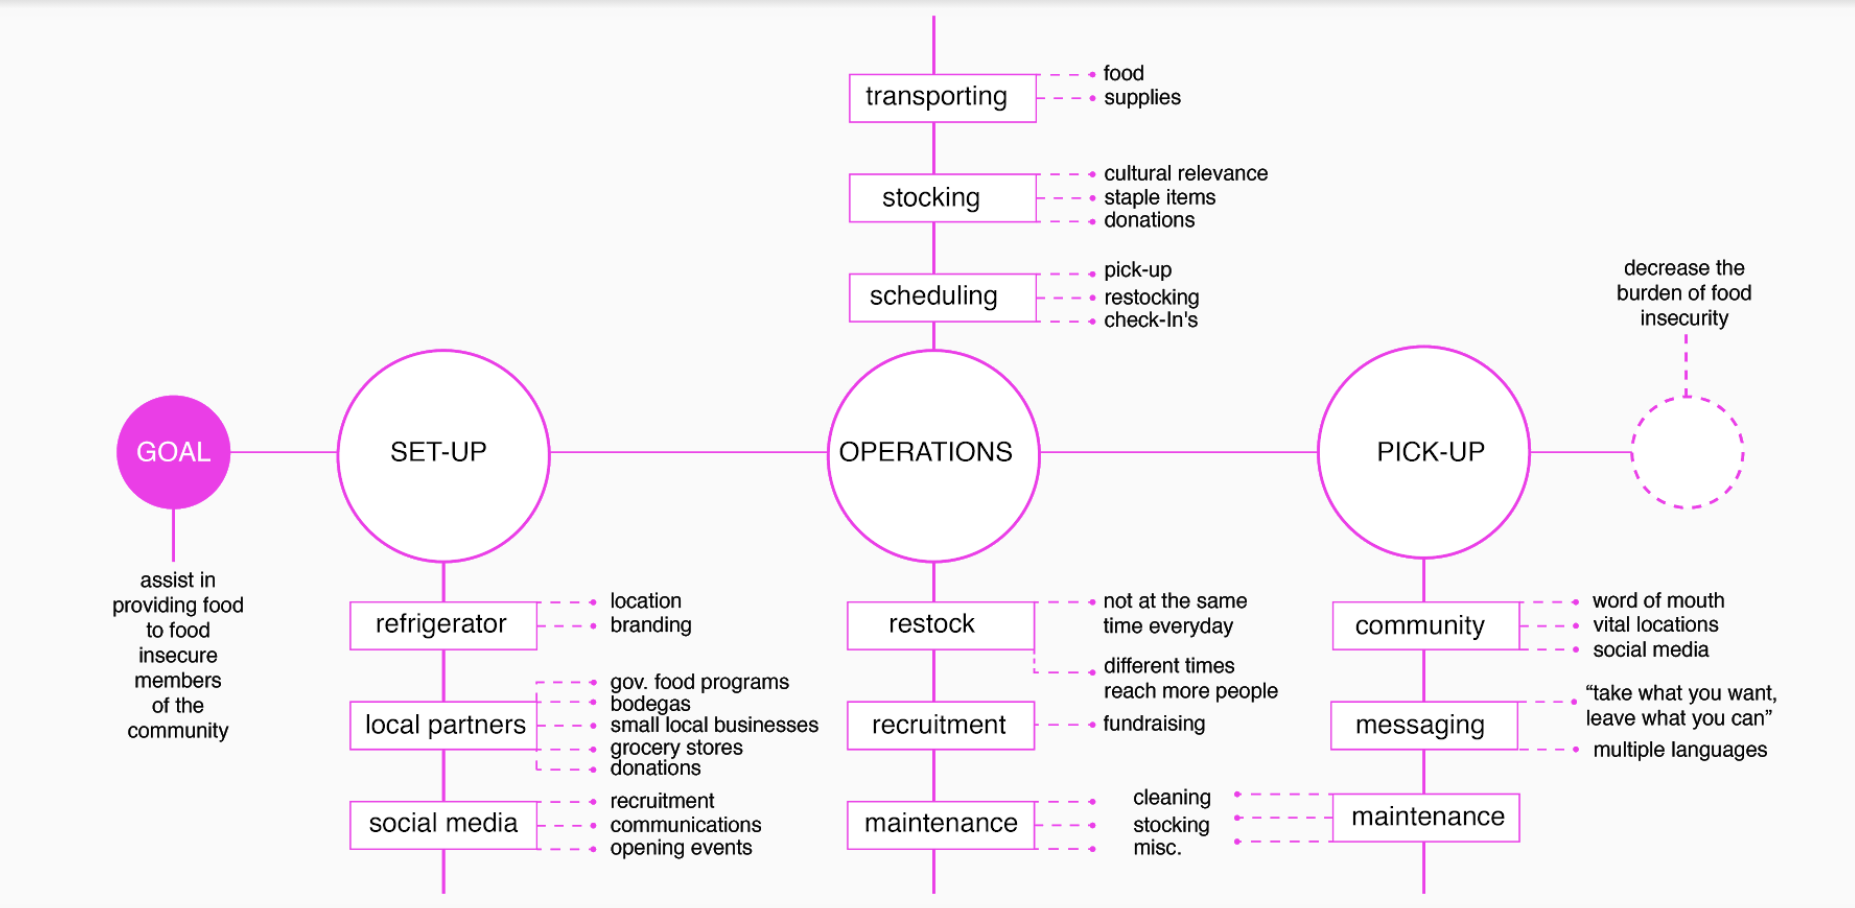 transporting
food
supplies
stocking
cultural relevance
staple items
donations
scheduling
pick-up
restocking
check-In's
decrease the
burden of food
insecurity
GOAL
SET-UP
OPERATIONS
PICK-UP
assist in
providing food
to food
insecure
members
of the
community
refrigerator
location
branding
local partners
gov. food programs
bodegas
small local businesses
grocery stores
donations
social media
recruitment
communications
opening events
restock
not at the same
time everyday
different times
reach more people
recruitment
fundraising
maintenance
cleaning
stocking
misc.
community
word of mouth
vital locations
social media
messaging
“take what you want,
leave what you can”
multiple languages
maintenance